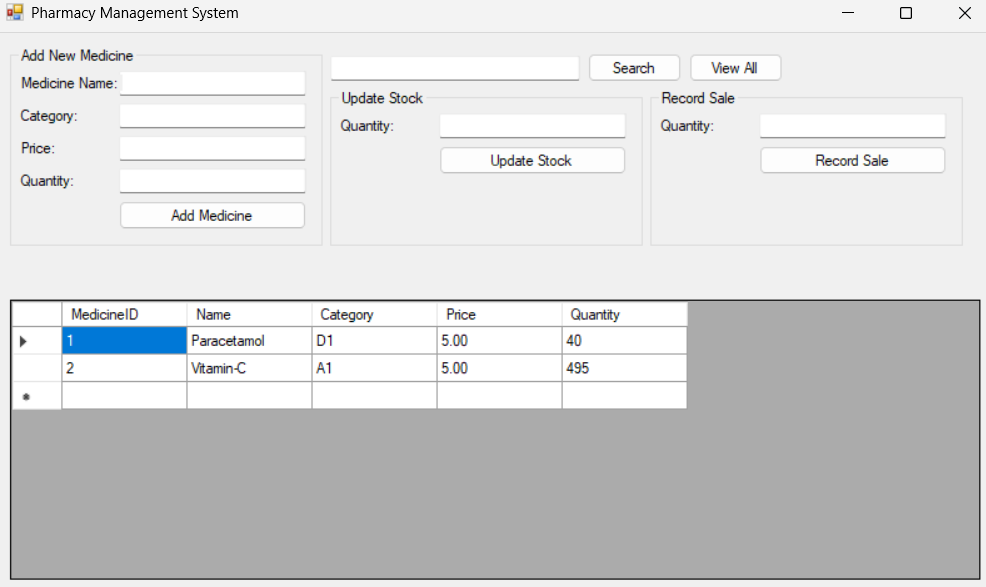 Pharmacy Management System
Add New Medicine
Medicine Name:
Category:
Price:
Quantity:
Add Medicine
Search
View All
Update Stock
Quantity:
Update Stock
Record Sale
Quantity:
Record Sale
MedicineID Name Category Price Quantity
1 Paracetamol D1 5.00 40
2 Vitamin-C A1 5.00 495